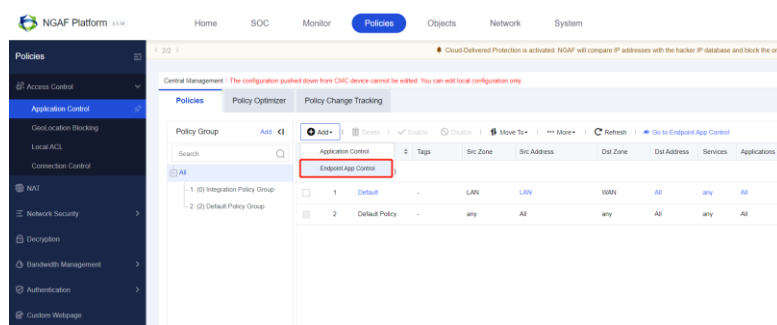 NGAF Platform
Home SOC Monitor Policies Objects Network System
Policies
2/2
Cloud-Delivered Protection is activated. NGAF will compare IP addresses with the hacker IP database and block the
Central Management: The configuration pushed down from CMC device cannot be edited. You can edit local configuration only.
Access Control
Application Control
GeoLocation Blocking
Local ACL
Connection Control
NAT
Network Security
Decryption
Bandwidth Management
Authentication
Custom Webpage
Policies Policy Optimizer Policy Change Tracking
Policy Group Add
Search
All
1 (0) Integration Policy Group
2 (2) Default Policy Group
Add Delete Enable Disable Move To More Refresh Go to Endpoint App Control
Application Control
Endpoint App Control
Tags Src Zone Src Address Dst Zone Dst Address Services Applications
1 Default - LAN LAN WAN All any All
2 Default Policy - any All any All any All